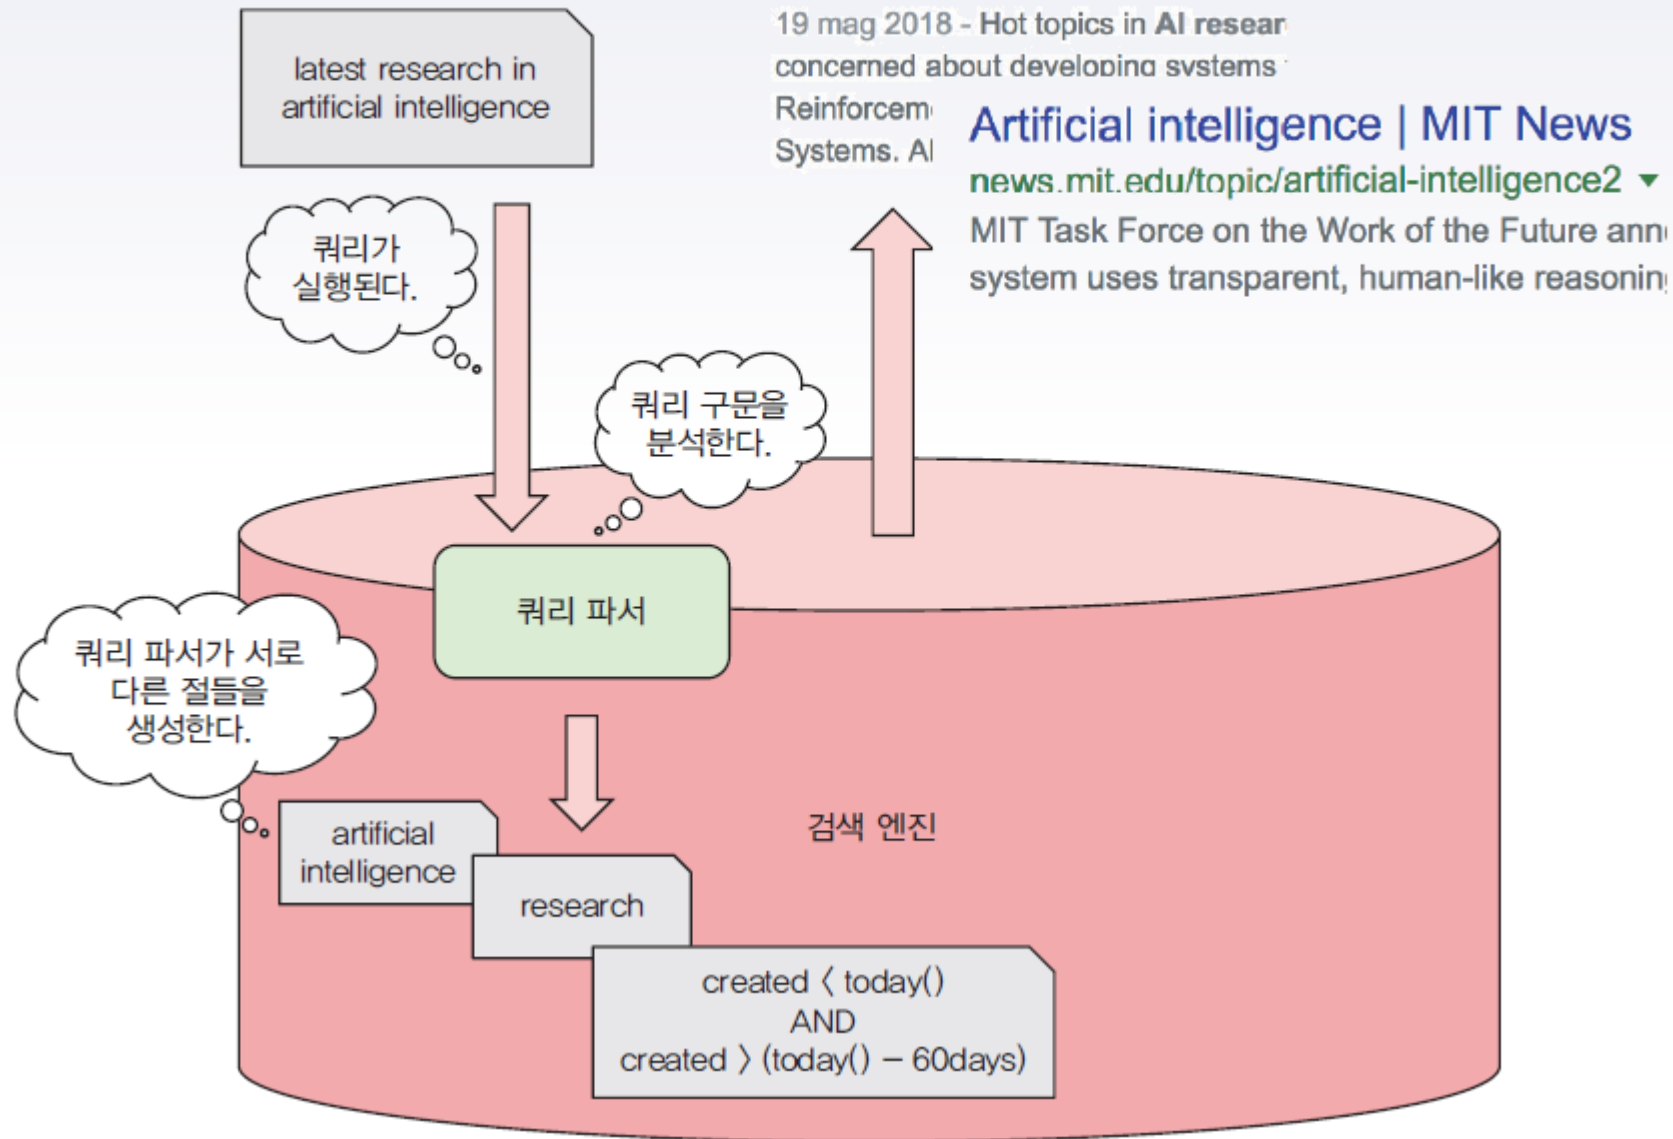 latest research in
artificial intelligence
19 mag 2018 - Hot topics in AI resear
concerned about developing systems
Reinforcem
Systems. AI
Artificial intelligence | MIT News
news.mit.edu/topic/artificial-intelligence2
MIT Task Force on the Work of the Future ann
system uses transparent, human-like reasoning
쿼리가
실행된다.
쿼리 구문을
분석한다.
쿼리 파서
쿼리 파서가 서로
다른 절들을
생성한다.
검색 엔진
artificial
intelligence
research
created < today()
AND
created > (today() – 60days)